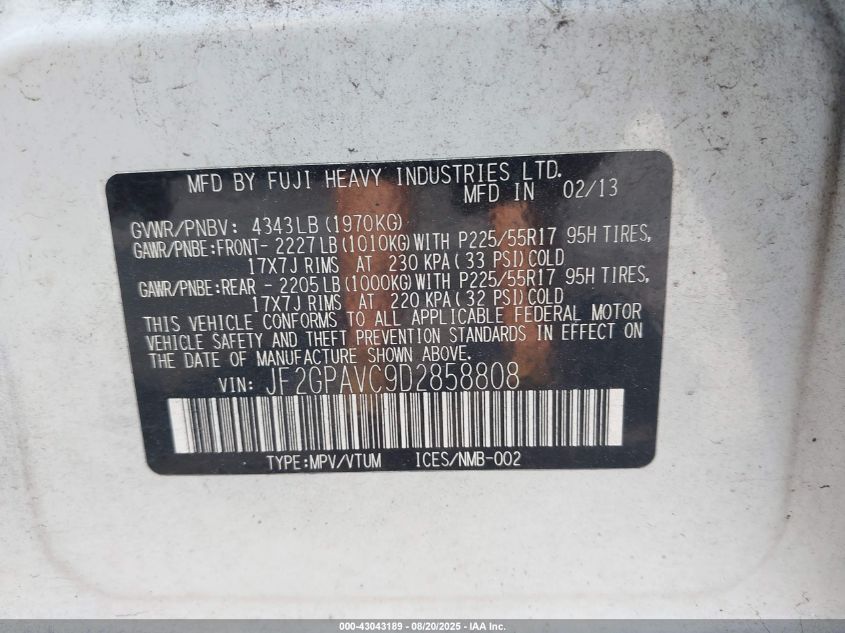 MFD BY FUJI HEAVY INDUSTRIES LTD.
MFD IN 02/13
GVWR/PNBV: 4343LB(1970KG)
GAWR/PNBE:FRONT- 2227LB(1010KG)WITH P225/55R17 95H TIRES,
17X7J RIMS AT 230 KPA(33 PSI)COLD
GAWR/PNBE:REAR - 2205LB(1000KG)WITH P225/55R17 95H TIRES,
17X7J RIMS AT 220 KPA(32 PSI)COLD
THIS VEHICLE CONFORMS TO ALL APPLICABLE FEDERAL MOTOR
VEHICLE SAFETY AND THEFT PREVENTION STANDARDS IN EFFECT ON
THE DATE OF MANUFACTURE SHOWN ABOVE.
VIN: JF2GPAVC9D2858808
TYPE:MPV/VTUM ICES/NMB-002
000-43043189 - 08/20/2025 - IAA Inc.